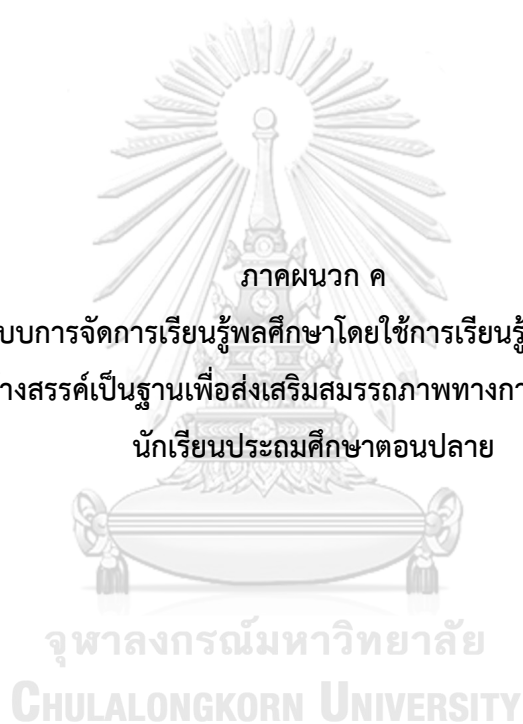 ภาคผนวก ค
บบการจัดการเรียนรู้พลศึกษาโดยใช้การเรียนรู้
างสรรค์เป็นฐานเพื่อส่งเสริมสมรรถภาพทางกา
นักเรียนประถมศึกษาตอนปลาย
จุฬาลงกรณ์มหาวิทยาลัย
CHULALONGKORN UNIVERSITY